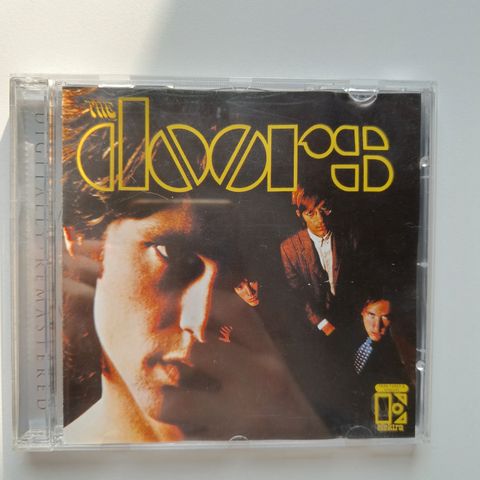 THE
doors
DIGITALLY REMASTERED
elektra